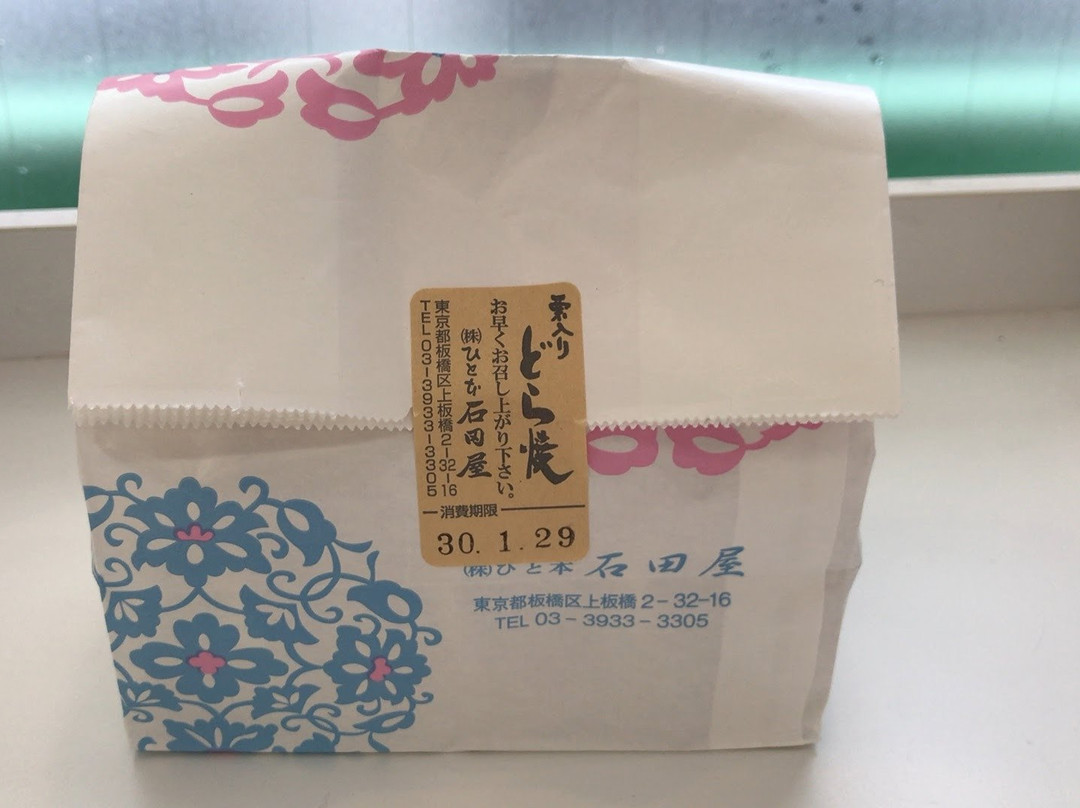 栗入り
どら焼
お早くお召し上がり下さい。
㈱ひと本 石田屋
東京都板橋区上板橋2-32-16
TEL 03-3933-3305
消費期限
30. 1. 29
㈱ひと本 石田屋
東京都板橋区上板橋2-32-16
TEL 03-3933-3305